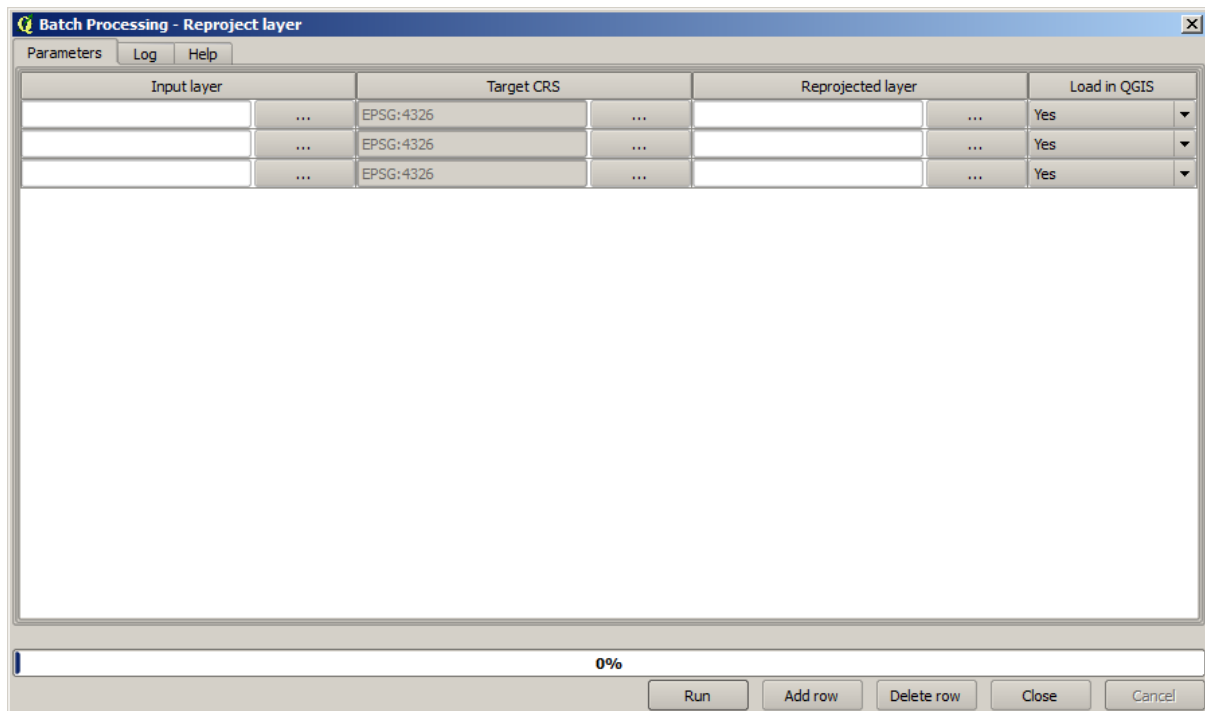 Batch Processing - Reproject layer
Parameters Log Help
Input layer Target CRS Reprojected layer Load in QGIS
... EPSG:4326 ... ... Yes
... EPSG:4326 ... ... Yes
... EPSG:4326 ... ... Yes
0%
Run Add row Delete row Close Cancel